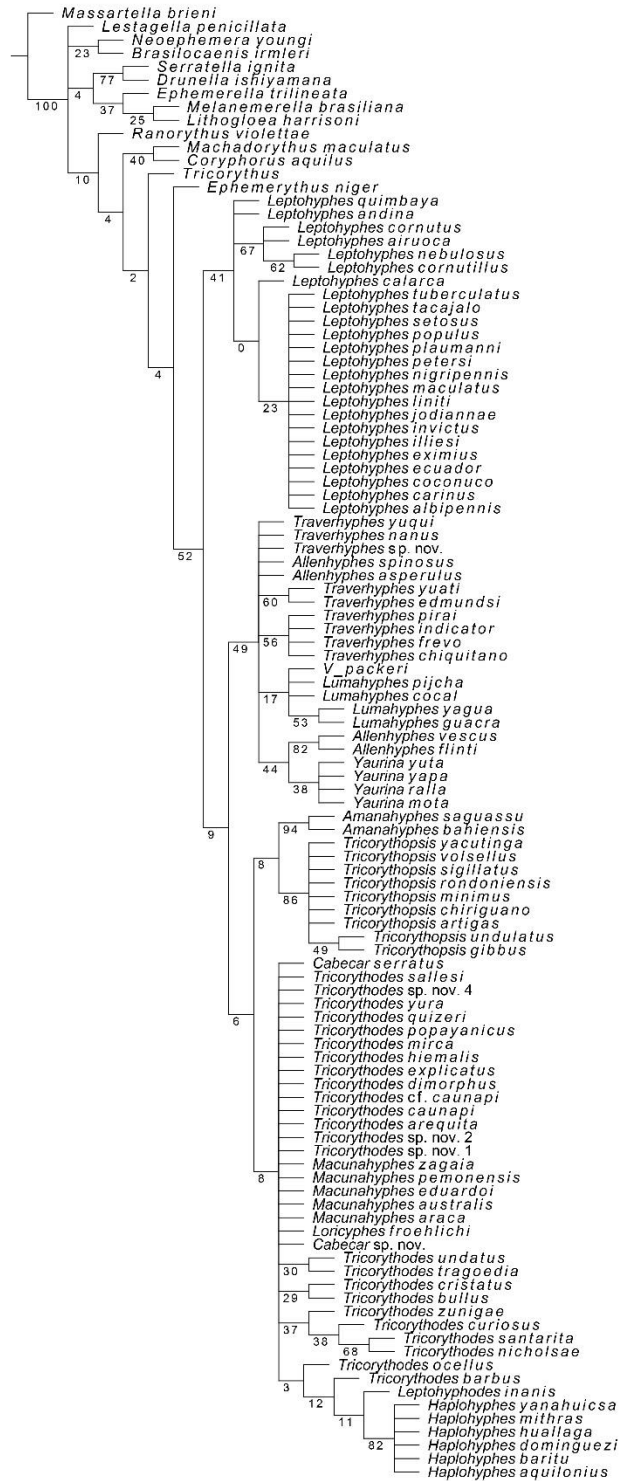 Massartella brieni
Lestagella penicillata
Neoephemera youngi
23
Brasilocaenis irmleri
Serratella ignita
77
Drunella ishiyamana
4
Ephemerella trilineata
100
37
Melanemerella brasiliana
25
Lithogloea harrisoni
Ranorythus violettae
Machadorythus maculatus
40
Coryphorus aquilus
10
Tricorythus
Ephemerythus niger
Leptohyphes quimbaya
4
Leptohyphes andina
Leptohyphes cornutus
Leptohyphes airuoca
67
Leptohyphes nebulosus
62
Leptohyphes cornutillus
2
41
Leptohyphes calarca
Leptohyphes tuberculatus
Leptohyphes tacajalo
Leptohyphes setosus
Leptohyphes populus
0
Leptohyphes plaumanni
Leptohyphes petersi
4
Leptohyphes nigripennis
Leptohyphes maculatus
Leptohyphes liniti
23
Leptohyphes jodiannae
Leptohyphes invictus
Leptohyphes illiesi
Leptohyphes eximius
Leptohyphes ecuador
Leptohyphes coconuco
Leptohyphes carinus
Leptohyphes albipennis
Traverhyphes yuqui
Traverhyphes nanus
Traverhyphes sp. nov.
52
Allenhyphes spinosus
Allenhyphes asperulus
Traverhyphes yuati
60
Traverhyphes edmundsi
Traverhyphes pirai
Traverhyphes indicator
49
56
Traverhyphes frevo
Traverhyphes chiquitano
V_packeri
Lumahyphes pijcha
17
Lumahyphes cocal
Lumahyphes yagua
53
Lumahyphes guacra
Allenhyphes vescus
82
Allenhyphes flinti
44
Yaurina yuta
Yaurina yapa
38
Yaurina ralla
Yaurina mota
Amanahyphes saguassu
94
Amanahyphes bahiensis
9
Tricorythopsis yacutinga
Tricorythopsis volsellus
8
Tricorythopsis sigillatus
Tricorythopsis rondoniensis
86
Tricorythopsis minimus
Tricorythopsis chiriguano
Tricorythopsis artigas
Tricorythopsis undulatus
49
Tricorythopsis gibbus
Cabecar serratus
Tricorythodes sallesi
Tricorythodes sp. nov. 4
Tricorythodes yura
6
Tricorythodes quizeri
Tricorythodes popayanicus
Tricorythodes mirca
Tricorythodes hiemalis
Tricorythodes explicatus
Tricorythodes dimorphus
Tricorythodes cf. caunapi
Tricorythodes caunapi
Tricorythodes arequita
Tricorythodes sp. nov. 2
Tricorythodes sp. nov. 1
Macunahyphes zagaia
8
Macunahyphes pemonensis
Macunahyphes eduardoi
Macunahyphes australis
Macunahyphes araca
Loricyphes froehlichi
Cabecar sp. nov.
Tricorythodes undatus
30
Tricorythodes tragoedia
Tricorythodes cristatus
29
Tricorythodes bullus
Tricorythodes zunigae
37
Tricorythodes curiosus
38
Tricorythodes santarita
68
Tricorythodes nicholsae
Tricorythodes ocellus
3
Tricorythodes barbus
12
Leptohyphodes inanis
11
Haplohyphes yanahuicsa
Haplohyphes mithras
Haplohyphes huallaga
82
Haplohyphes dominguezi
Haplohyphes baritu
Haplohyphes aquilonius